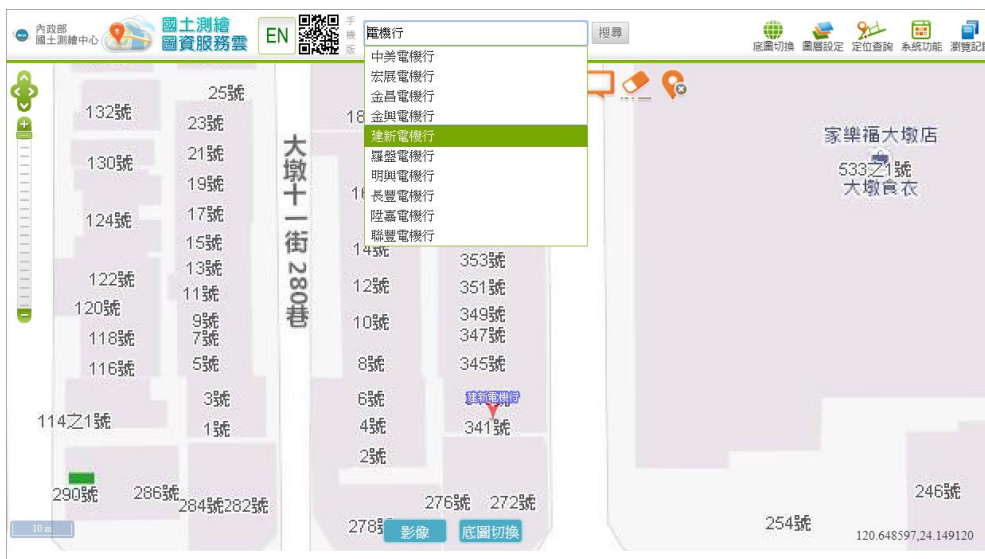 內政部
國土測繪中心
國土測繪
圖資服務雲
EN
手機版
電機行
搜尋
底圖切換
圖層設定
定位查詢
系統功能
瀏覽記錄
中美電機行
宏展電機行
金昌電機行
金興電機行
建新電機行
羅盤電機行
明興電機行
長豐電機行
陞嘉電機行
聯豐電機行
25號
132號
23號
130號
21號
19號
124號
17號
15號
122號
13號
11號
120號
9號
118號
7號
116號
5號
3號
114之1號
1號
290號
286號
284號
282號
大墩十一街 280巷
14號
12號
10號
8號
6號
4號
2號
353號
351號
349號
347號
345號
建新電機行
341號
276號
272號
278號
家樂福大墩店
533之1號
大墩食衣
246號
254號
10 m
影像
底圖切換
120.648597,24.149120